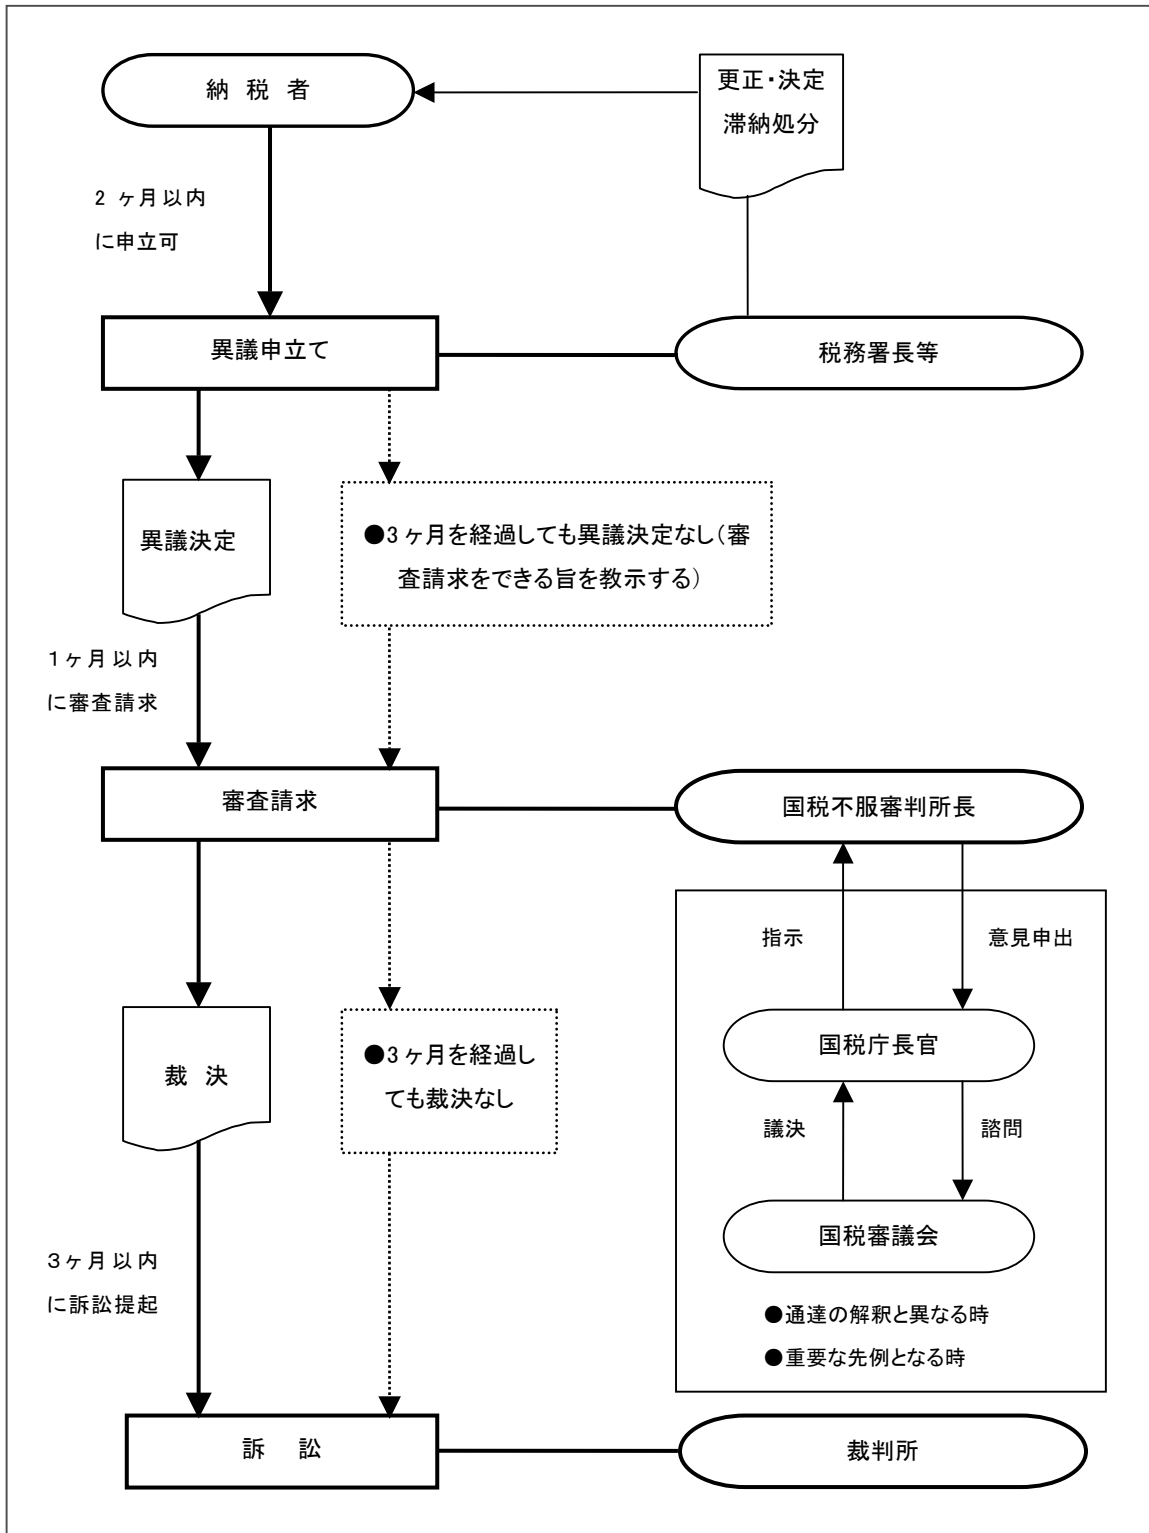 納 税 者
更正・決定
滞納処分
2 ヶ月以内
に申立可
異議申立て
税務署長等
異議決定
●3 ヶ月を経過しても異議決定なし(審
査請求をできる旨を教示する)
1ヶ月以内
に審査請求
審査請求
国税不服審判所長
指示
意見申出
国税庁長官
裁 決
●3 ヶ月を経過し
ても裁決なし
議決
諮問
国税審議会
3ヶ月以内
に訴訟提起
●通達の解釈と異なる時
●重要な先例となる時
訴 訟
裁判所